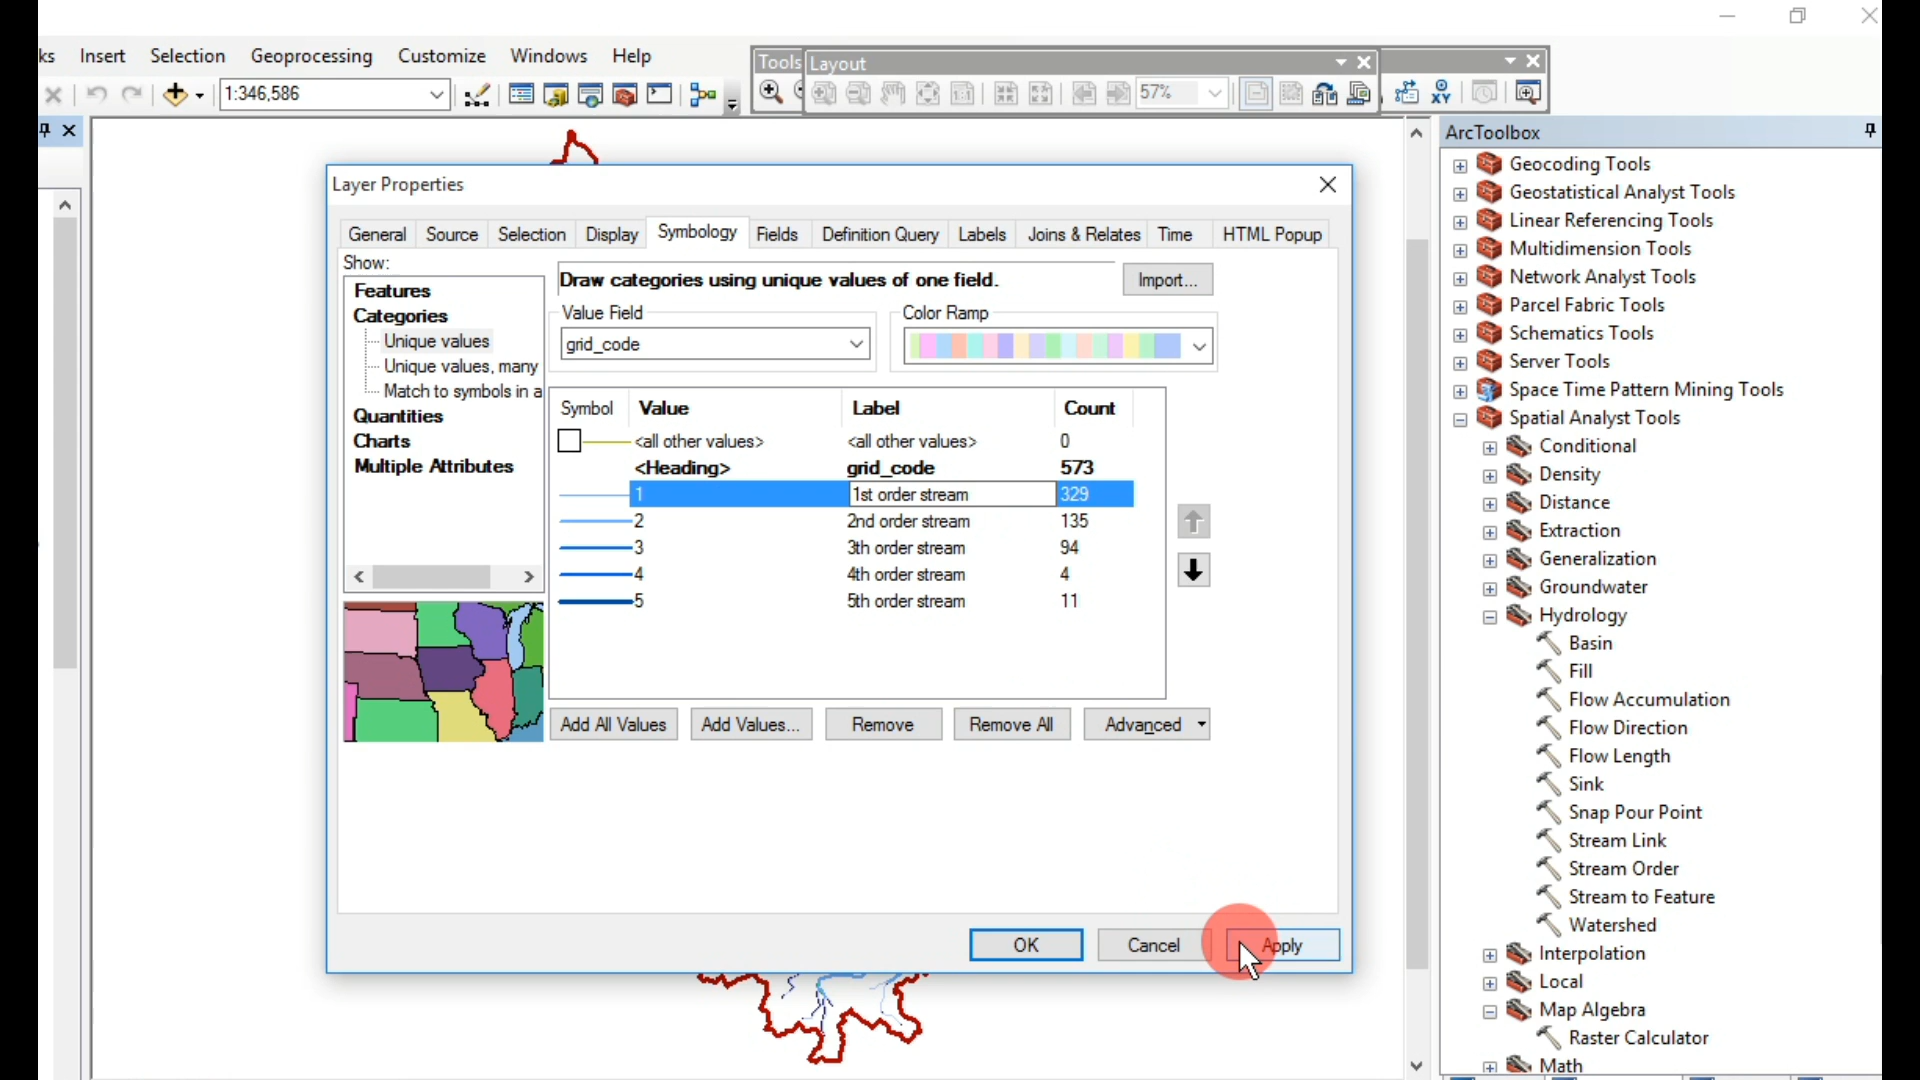 ks Insert Selection Geoprocessing Customize Windows Help
Tools Layout
1:346,586
57%
XY
ArcToolbox
Geocoding Tools
Geostatistical Analyst Tools
Linear Referencing Tools
Multidimension Tools
Network Analyst Tools
Parcel Fabric Tools
Schematics Tools
Server Tools
Space Time Pattern Mining Tools
Spatial Analyst Tools
Conditional
Density
Distance
Extraction
Generalization
Groundwater
Hydrology
Basin
Fill
Flow Accumulation
Flow Direction
Flow Length
Sink
Snap Pour Point
Stream Link
Stream Order
Stream to Feature
Watershed
Interpolation
Local
Map Algebra
Raster Calculator
Math
Layer Properties
General Source Selection Display Symbology Fields Definition Query Labels Joins & Relates Time HTML Popup
Show:
Features
Categories
Unique values
Unique values, many
Match to symbols in a
Quantities
Charts
Multiple Attributes
Draw categories using unique values of one field.
Import...
Value Field
grid_code
Color Ramp
Symbol Value Label Count
<all other values> <all other values> 0
<Heading> grid_code 573
1 1st order stream 329
2 2nd order stream 135
3 3th order stream 94
4 4th order stream 4
5 5th order stream 11
Add All Values Add Values... Remove Remove All Advanced
OK Cancel Apply